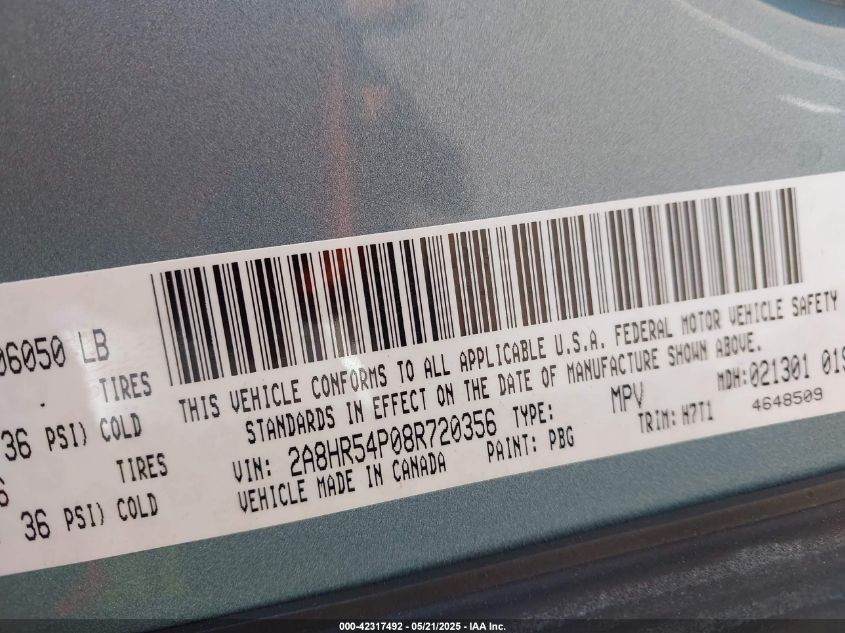 06050 LB
TIRES
36 PSI) COLD
TIRES
36 PSI) COLD
THIS VEHICLE CONFORMS TO ALL APPLICABLE U.S.A. FEDERAL MOTOR VEHICLE SAFETY
STANDARDS IN EFFECT ON THE DATE OF MANUFACTURE SHOWN ABOVE.
VIN: 2A8HR54P08R720356 TYPE: MPV MDH:021301 019
VEHICLE MADE IN CANADA PAINT: PBG TRIM: H7T1 4648509
000-42317492 - 05/21/2025 - IAA Inc.